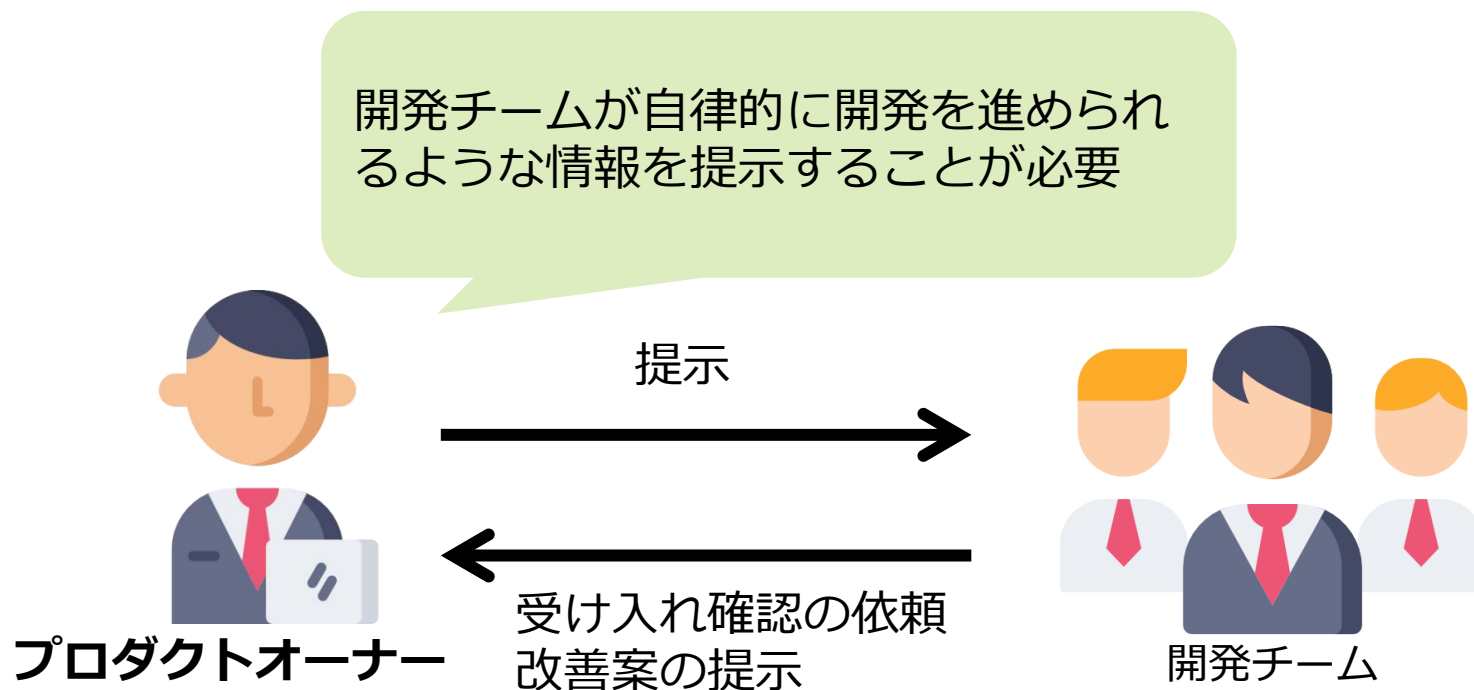 開発チームが自律的に開発を進められ
るような情報を提示することが必要
提示
受け入れ確認の依頼
改善案の提示
プロダクトオーナー
開発チーム